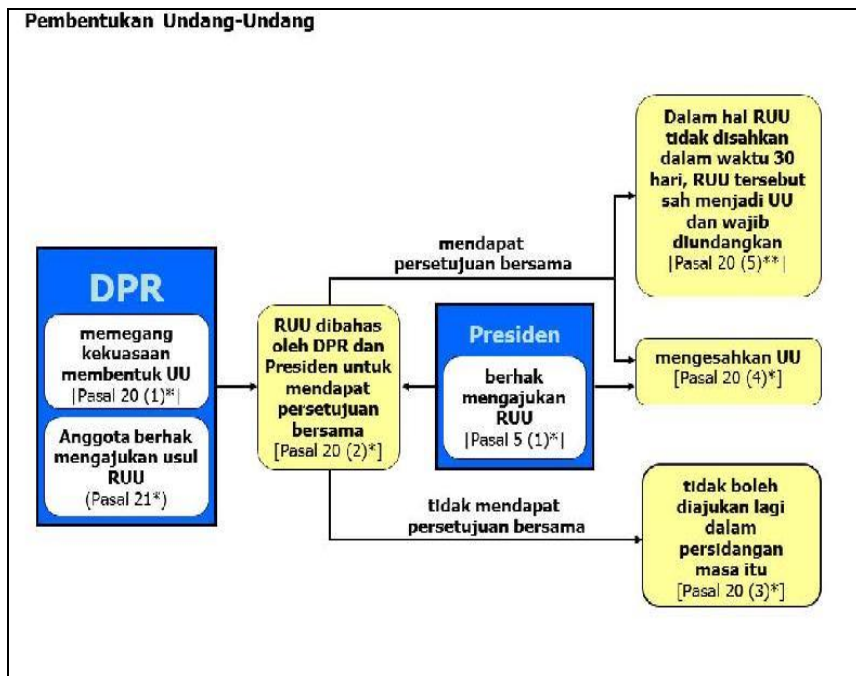 Pembentukan Undang-Undang
DPR
memegang
kekuasaan
membentuk UU
|Pasal 20 (1)*|
Anggota berhak
mengajukan usul
RUU
(Pasal 21*)
RUU dibahas
oleh DPR dan
Presiden untuk
mendapat
persetujuan
bersama
[Pasal 20 (2)*]
mendapat
persetujuan bersama
Presiden
berhak
mengajukan
RUU
|Pasal 5 (1)*|
tidak mendapat
persetujuan bersama
Dalam hal RUU
tidak disahkan
dalam waktu 30
hari, RUU tersebut
sah menjadi UU
dan wajib
diundangkan
|Pasal 20 (5)**|
mengesahkan UU
[Pasal 20 (4)*]
tidak boleh
diajukan lagi
dalam
persidangan
masa itu
[Pasal 20 (3)*]